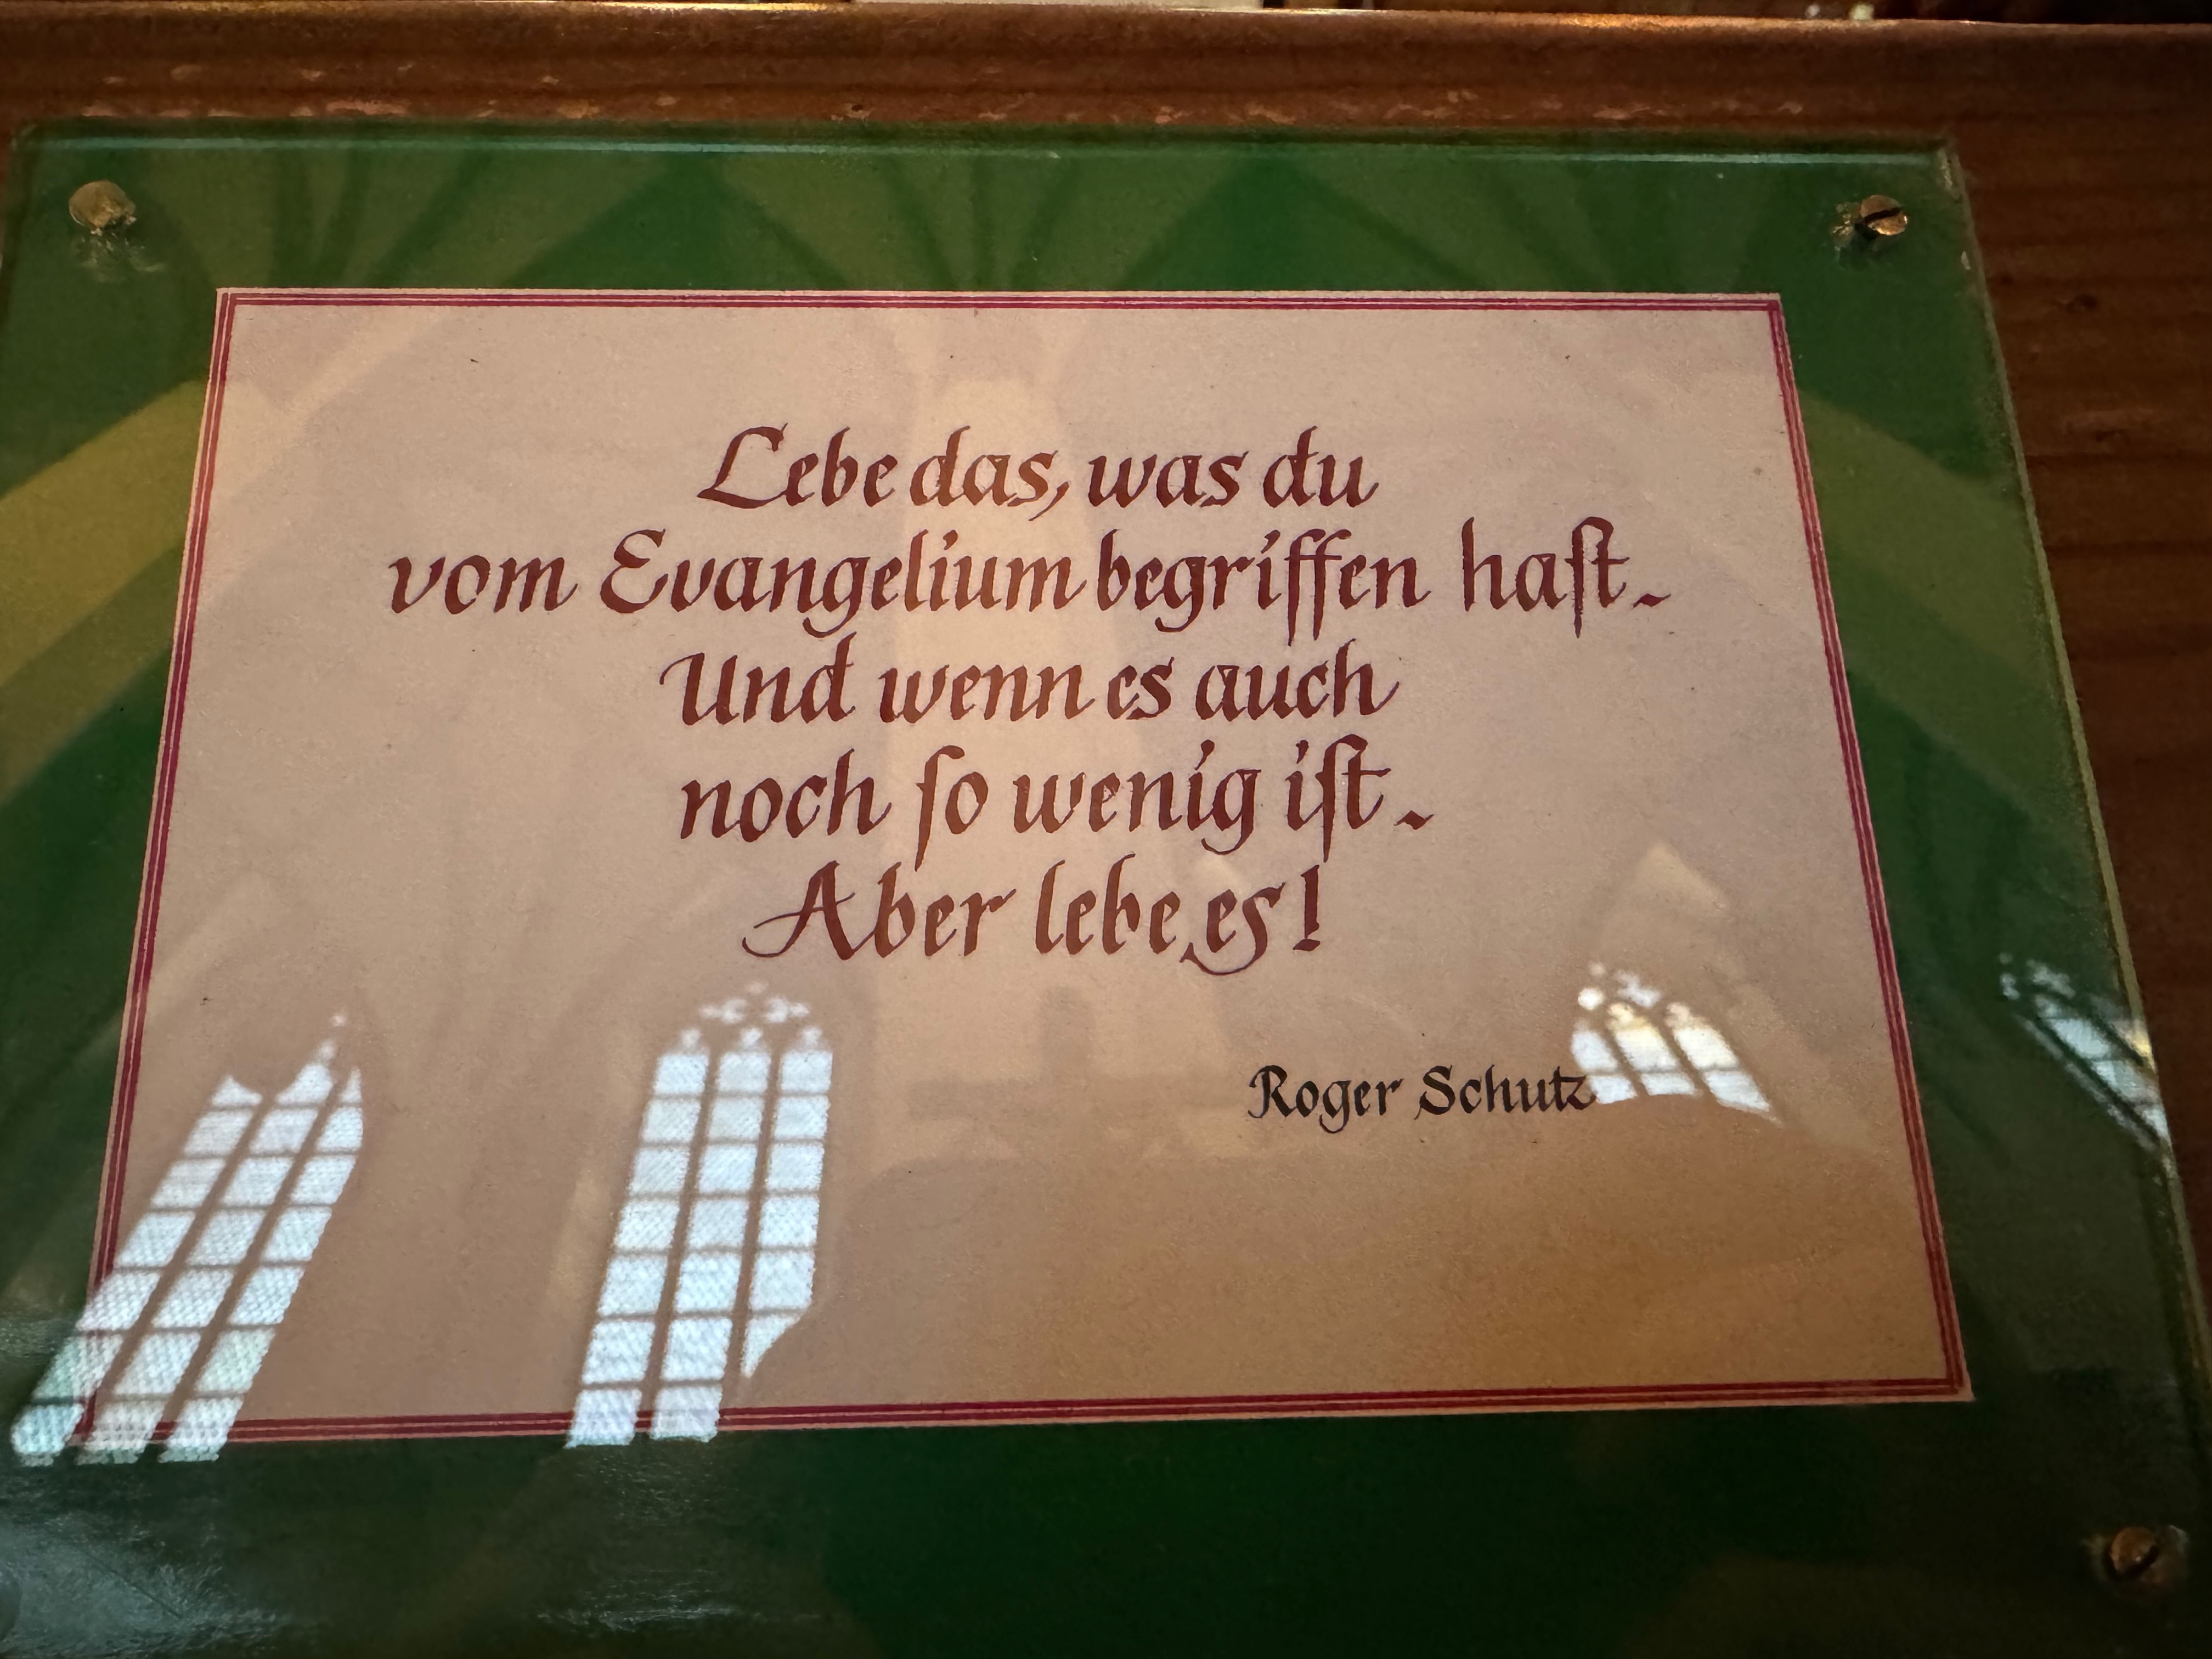 Lebe das, was du
vom Evangelium begriffen haſt.
Und wenn es auch
noch ſo wenig iſt.
Aber lebe es!
Roger Schutz